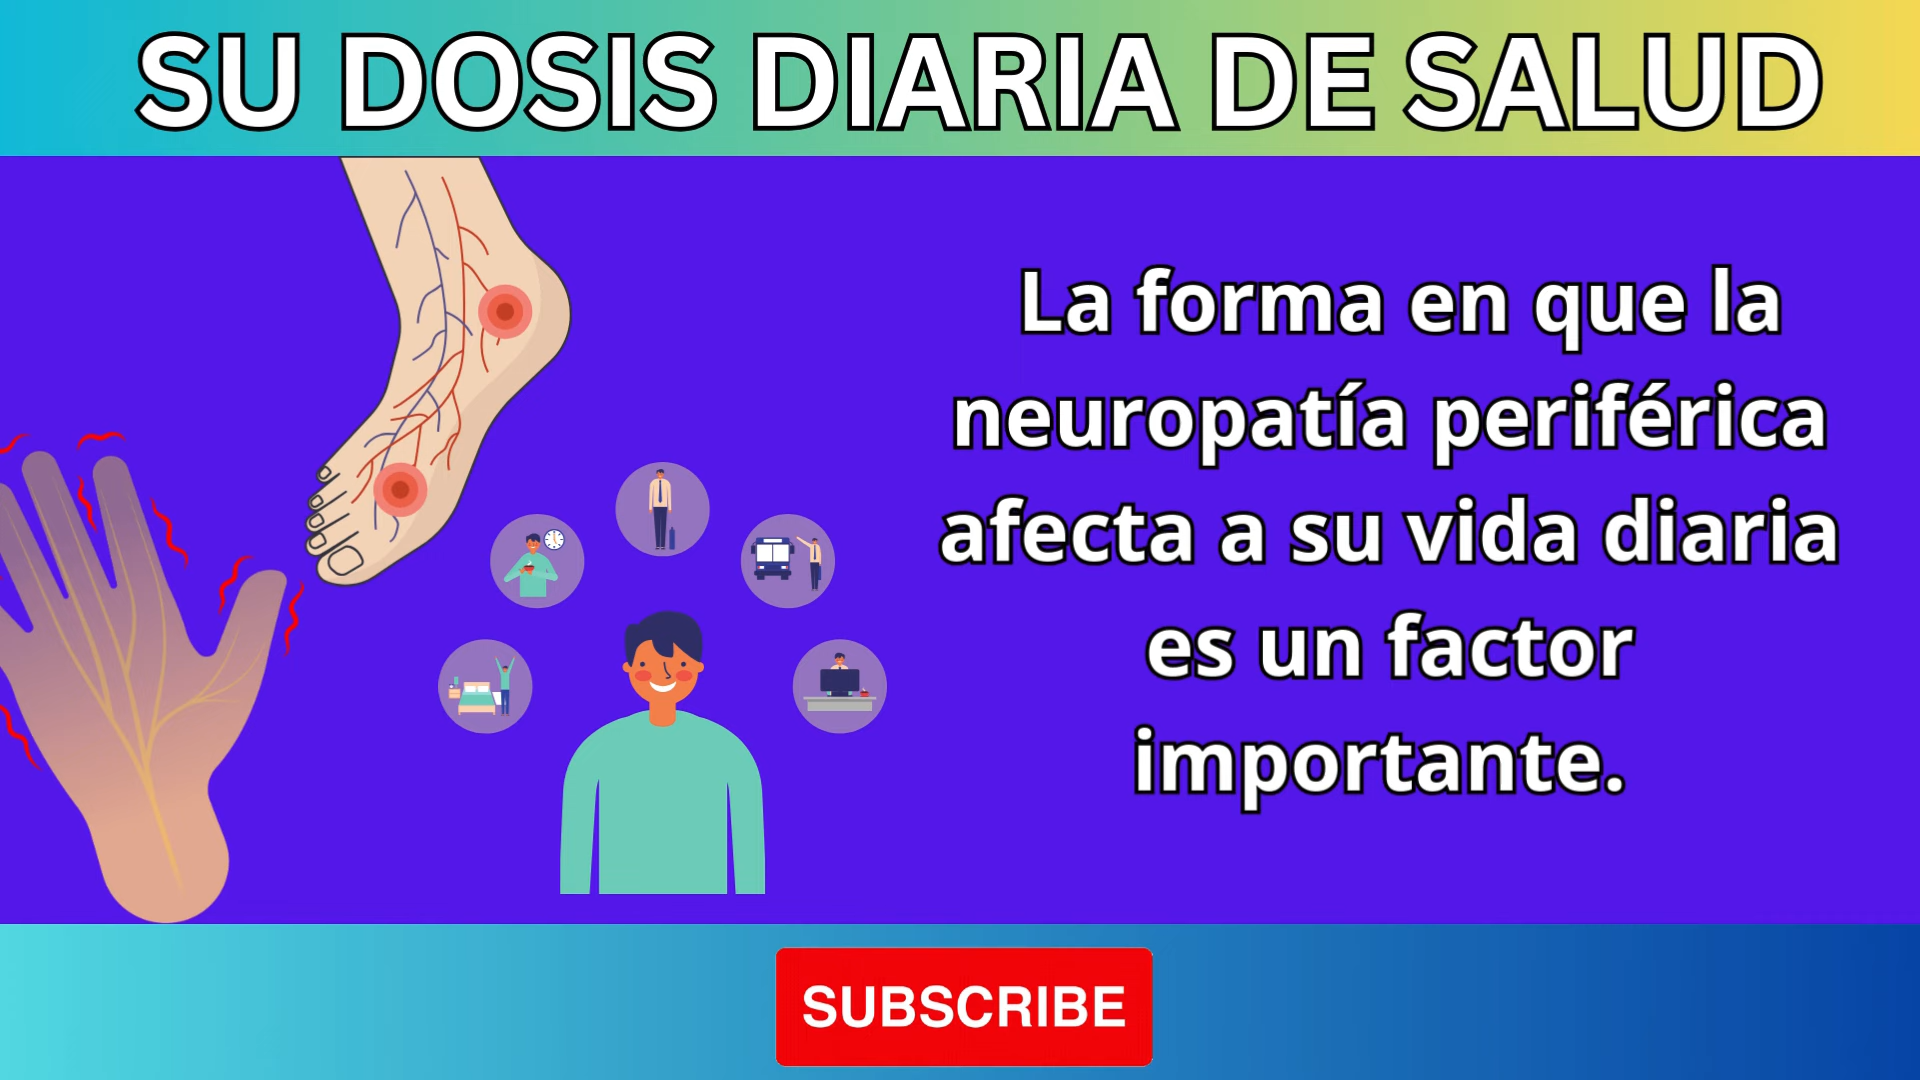 SU DOSIS DIARIA DE SALUD
La forma en que la
neuropatía periférica
afecta a su vida diaria
es un factor
importante.
SUBSCRIBE